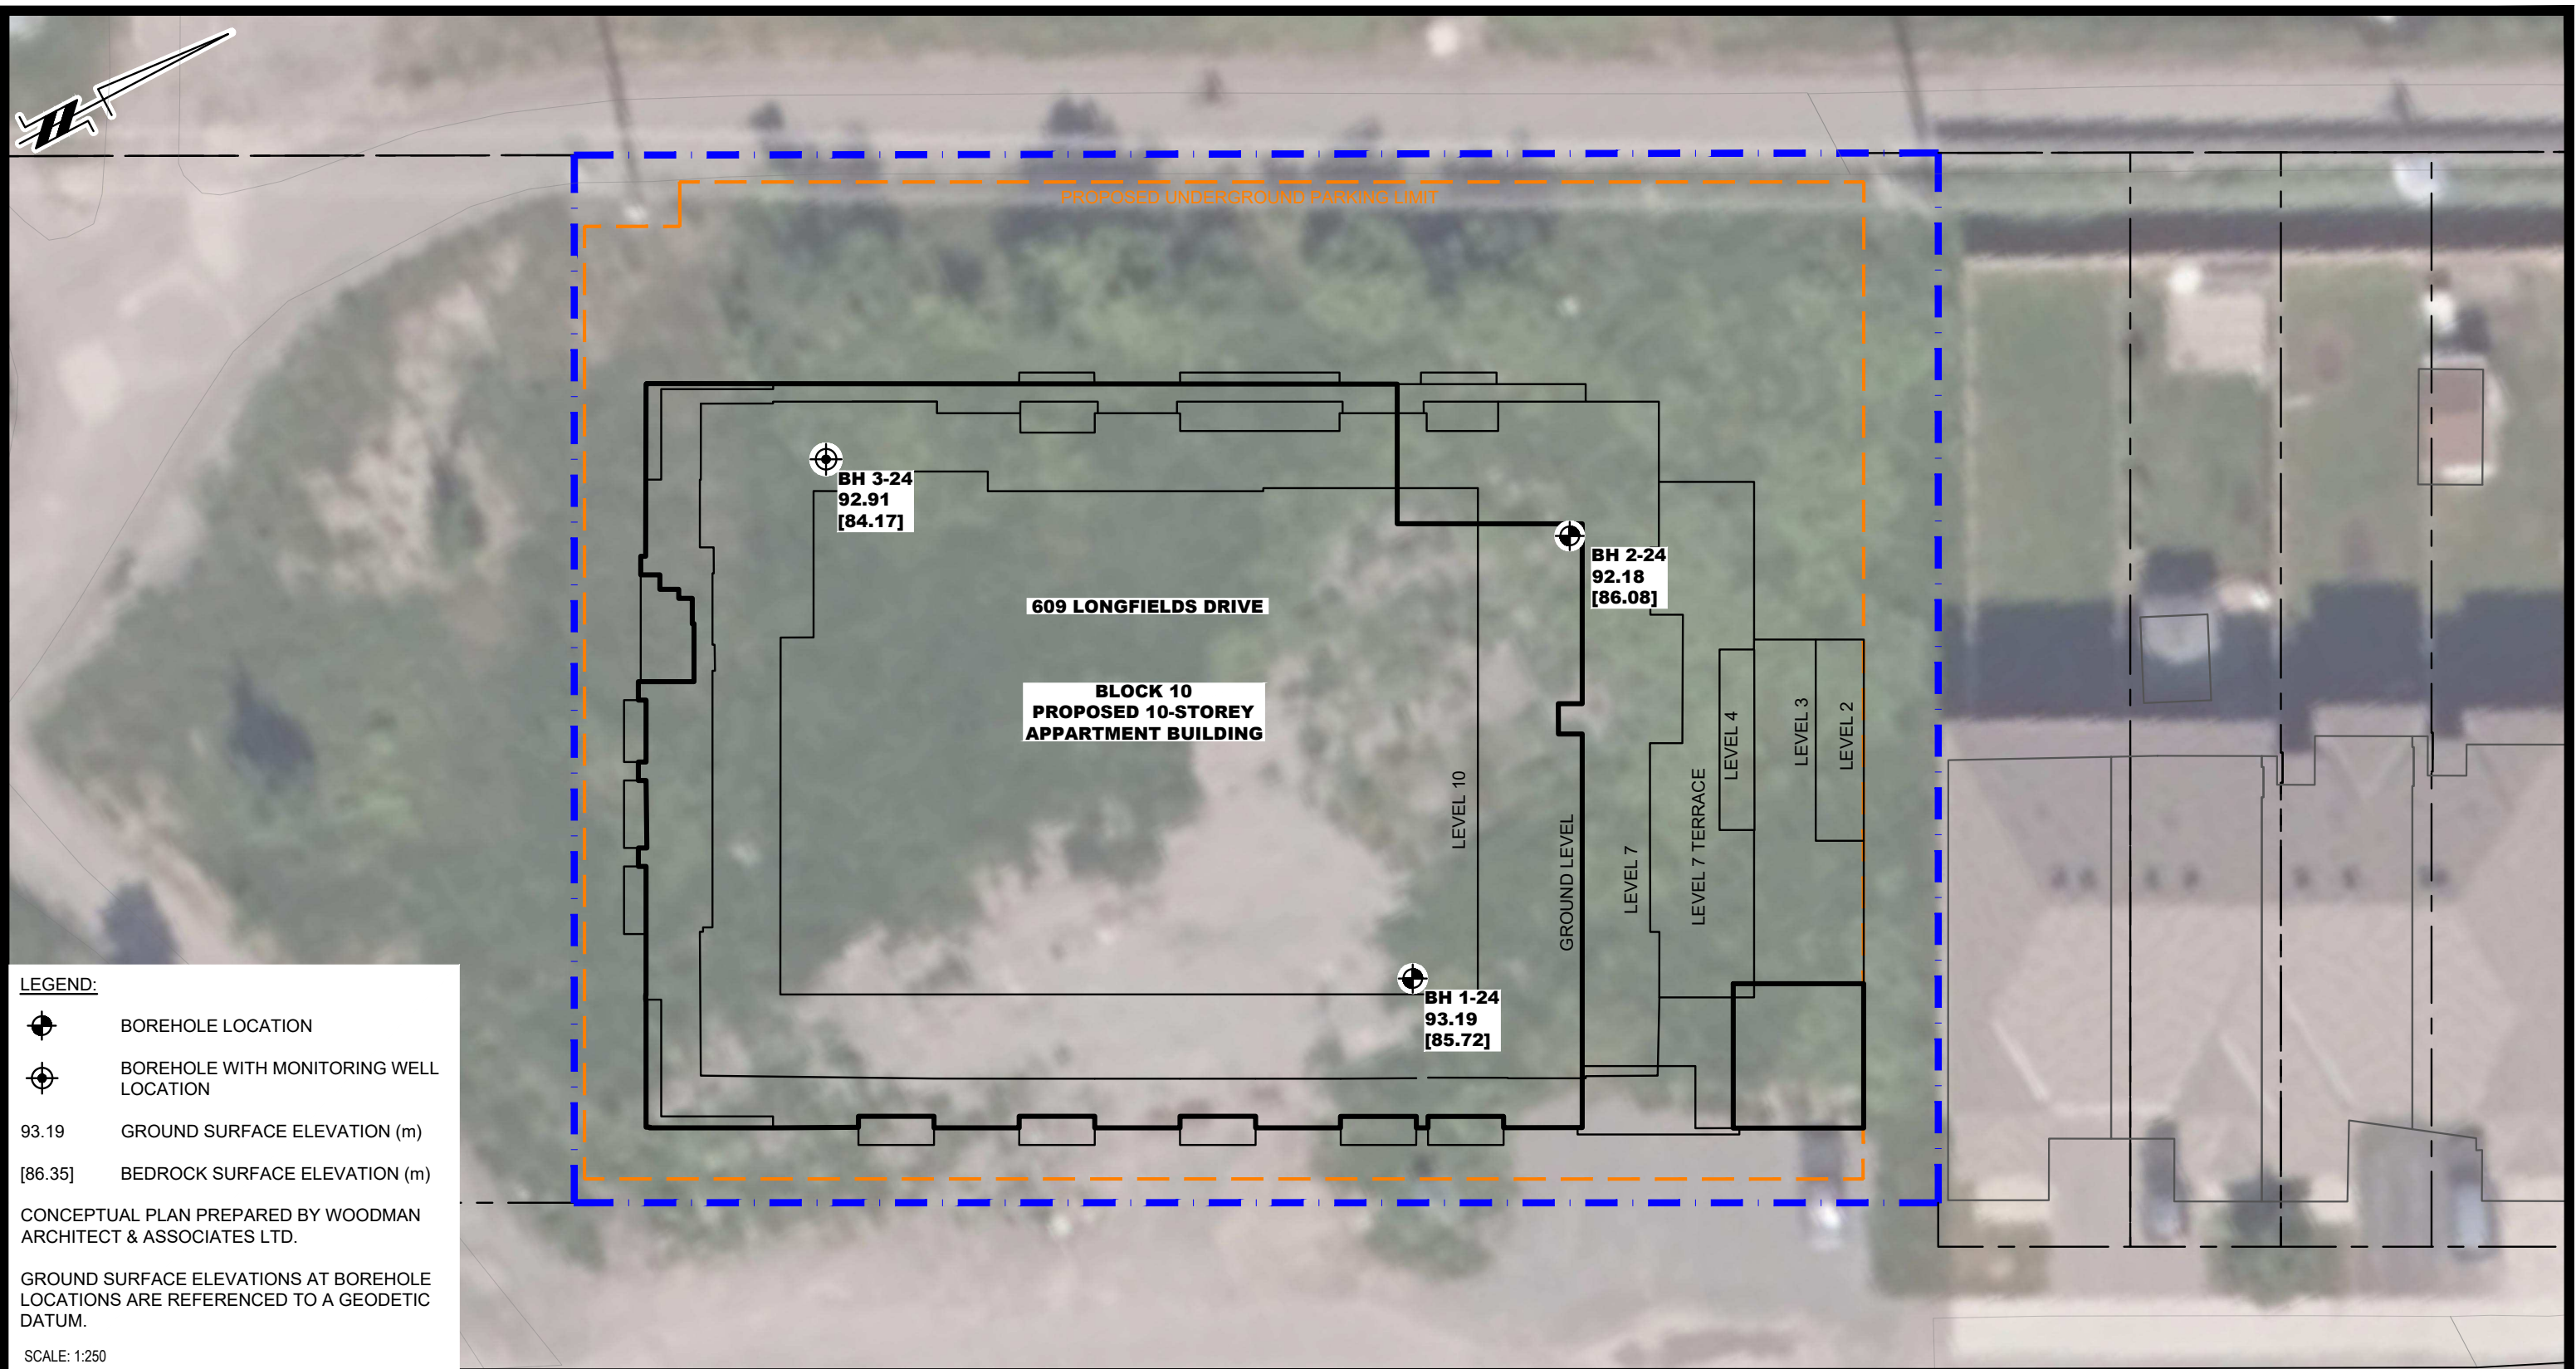 PROPOSED UNDERGROUND PARKING LIMIT
BH 3-24
92.91
[84.17]
BH 2-24
92.18
[86.08]
609 LONGFIELDS DRIVE
BLOCK 10
PROPOSED 10-STOREY
APPARTMENT BUILDING
LEVEL 10
GROUND LEVEL
LEVEL 7
LEVEL 7 TERRACE
LEVEL 4
LEVEL 3
LEVEL 2
BH 1-24
93.19
[85.72]
LEGEND:
BOREHOLE LOCATION
BOREHOLE WITH MONITORING WELL
LOCATION
93.19 GROUND SURFACE ELEVATION (m)
[86.35] BEDROCK SURFACE ELEVATION (m)
CONCEPTUAL PLAN PREPARED BY WOODMAN
ARCHITECT & ASSOCIATES LTD.
GROUND SURFACE ELEVATIONS AT BOREHOLE
LOCATIONS ARE REFERENCED TO A GEODETIC
DATUM.
SCALE: 1:250